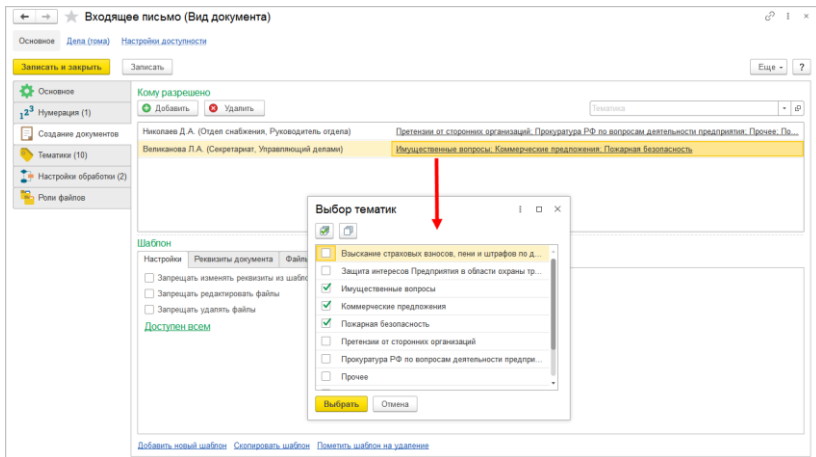 Входящее письмо (Вид документа)
Основное Дела (тома) Настройки доступности
Записать и закрыть Записать Еще ?
Основное
Нумерация (1)
Создание документов
Тематики (10)
Настройки обработки (2)
Роли файлов
Кому разрешено
Добавить Удалить Тематика
Николаев Д.А. (Отдел снабжения, Руководитель отдела) Претензии от сторонних организаций; Прокуратура РФ по вопросам деятельности предприятия; Прочее; По...
Великанова Л.А. (Секретариат, Управляющий делами) Имущественные вопросы; Коммерческие предложения; Пожарная безопасность
Шаблон
Настройки Реквизиты документа Файлы
Запрещать изменять реквизиты из шабло
Запрещать редактировать файлы
Запрещать удалять файлы
Доступен всем
Выбор тематик
Взыскание страховых взносов, пени и штрафов по д...
Защита интересов Предприятия в области охраны тр...
Имущественные вопросы
Коммерческие предложения
Пожарная безопасность
Претензии от сторонних организаций
Прокуратура РФ по вопросам деятельности предпри...
Прочее
Выбрать Отмена
Добавить новый шаблон Скопировать шаблон Пометить шаблон на удаление